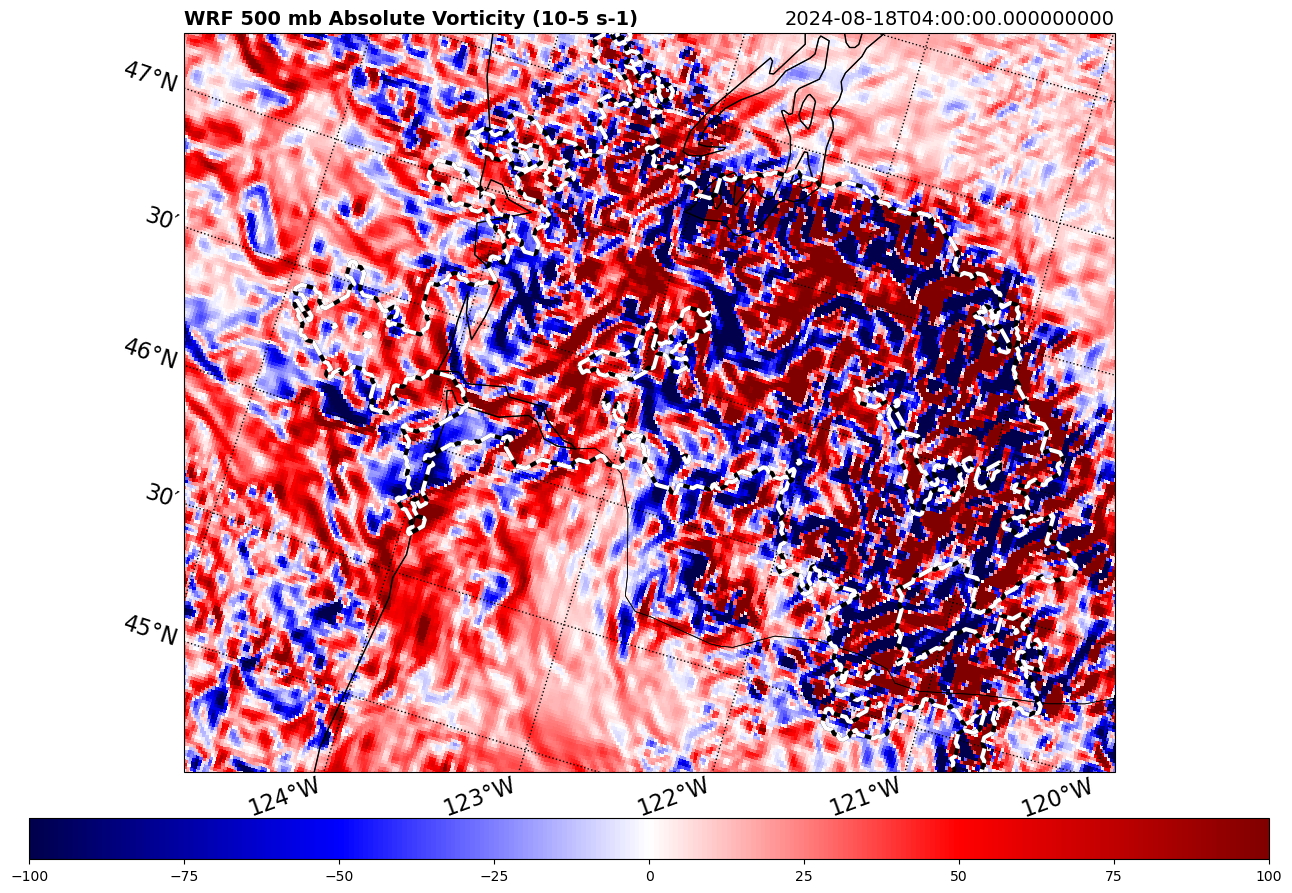 WRF 500 mb Absolute Vorticity (10-5 s-1) 2024-08-18T04:00:00.000000000
47°N
30′
46°N
30′
45°N
124°W 123°W 122°W 121°W 120°W
−100 −75 −50 −25 0 25 50 75 100